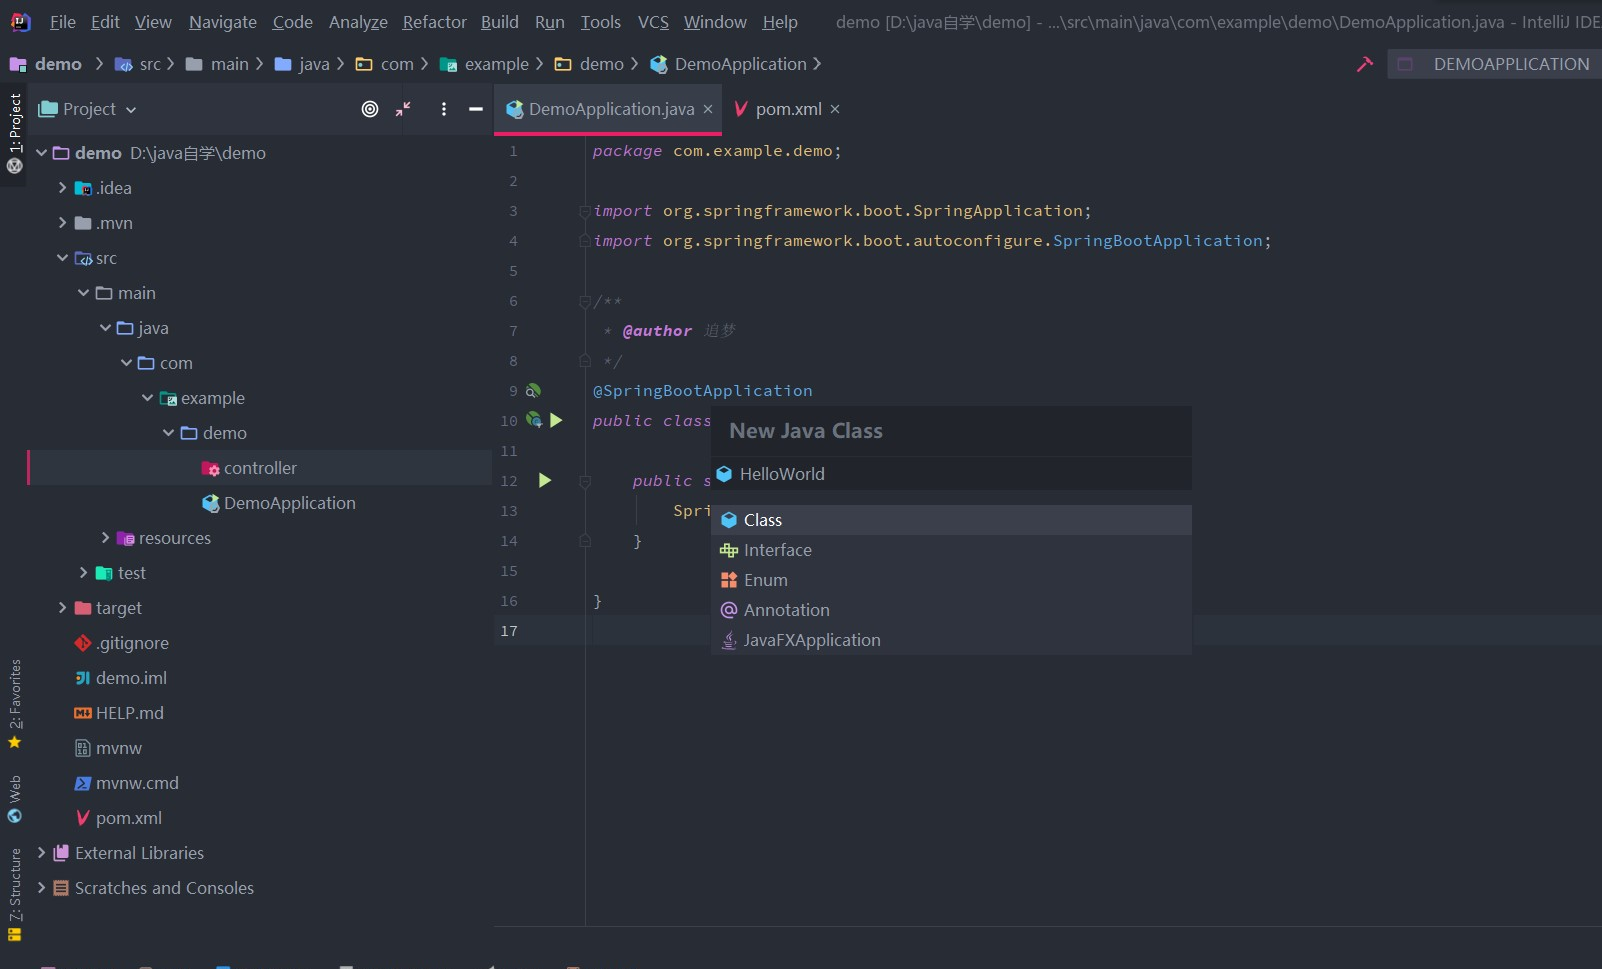 File Edit View Navigate Code Analyze Refactor Build Run Tools VCS Window Help demo [D:\java自学\demo] - ...\src\main\java\com\example\demo\DemoApplication.java - IntelliJ IDE
demo src main java com example demo DemoApplication DEMOAPPLICATION
1: Project
2: Favorites
Web
7: Structure
Project
demo D:\java自学\demo
.idea
.mvn
src
main
java
com
example
demo
controller
DemoApplication
resources
test
target
.gitignore
demo.iml
HELP.md
mvnw
mvnw.cmd
pom.xml
External Libraries
Scratches and Consoles
DemoApplication.java × pom.xml ×
1 package com.example.demo;
2
3 import org.springframework.boot.SpringApplication;
4 import org.springframework.boot.autoconfigure.SpringBootApplication;
5
6 /**
7 * @author 追梦
8 */
9 @SpringBootApplication
10 public class
11
12 public s
13 Spri
14 }
15
16 }
17
New Java Class
HelloWorld
Class
Interface
Enum
Annotation
JavaFXApplication